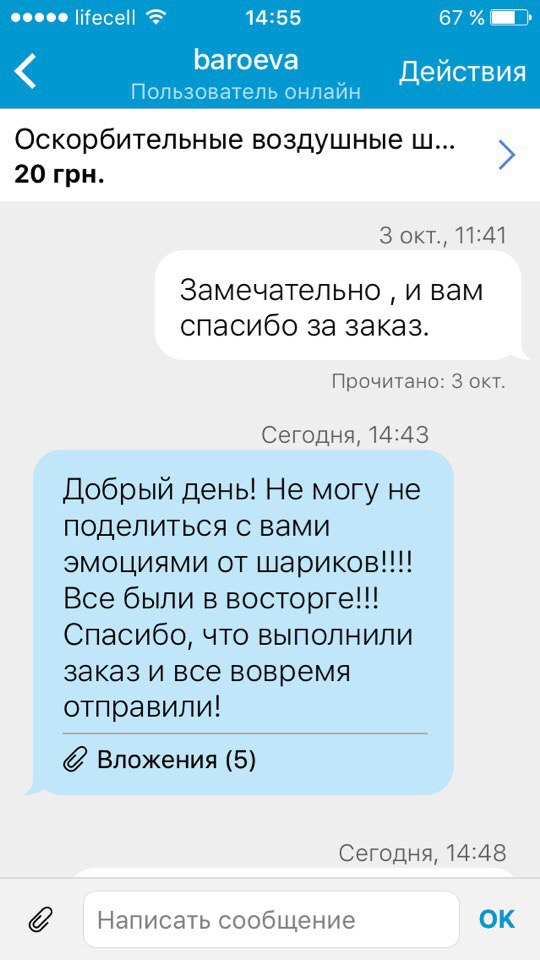 lifecell 14:55 67 %
baroeva
Пользователь онлайн
Действия
Оскорбительные воздушные ш...
20 грн.
3 окт., 11:41
Замечательно , и вам
спасибо за заказ.
Прочитано: 3 окт.
Сегодня, 14:43
Добрый день! Не могу не
поделиться с вами
эмоциями от шариков!!!!
Все были в восторге!!!
Спасибо, что выполнили
заказ и все вовремя
отправили!
Вложения (5)
Сегодня, 14:48
Написать сообщение
ОК